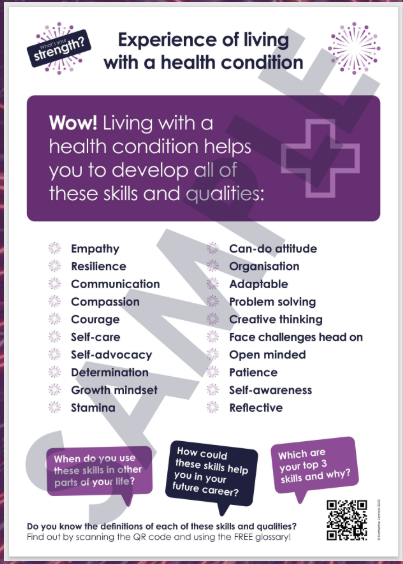 What's your
strength?
Experience of living
with a health condition
Wow! Living with a
health condition helps
you to develop all of
these skills and qualities:
Empathy
Resilience
Communication
Compassion
Courage
Self-care
Self-advocacy
Determination
Growth mindset
Stamina
Can-do attitude
Organisation
Adaptable
Problem solving
Creative thinking
Face challenges head on
Open minded
Patience
Self-awareness
Reflective
SAMPLE
When do you use
these skills in other
parts of your life?
How could
these skills help
you in your
future career?
Which are
your top 3
skills and why?
Do you know the definitions of each of these skills and qualities?
Find out by scanning the QR code and using the FREE glossary!